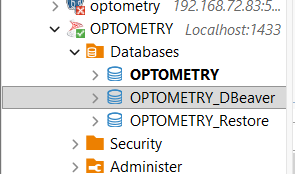 optometry 192.168.72.83:5...
OPTOMETRY Localhost:1433
Databases
OPTOMETRY
OPTOMETRY_DBeaver
OPTOMETRY_Restore
Security
Administer